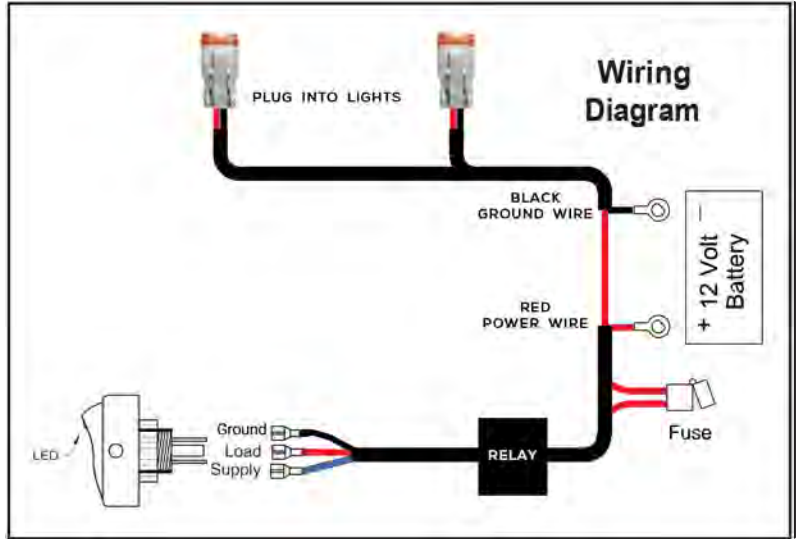 Wiring
Diagram
PLUG INTO LIGHTS
BLACK
GROUND WIRE
RED
POWER WIRE
+ 12 Volt –
Battery
Fuse
RELAY
Ground
Load
Supply
LED